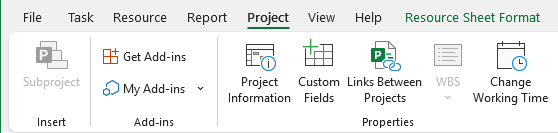 File Task Resource Report Project View Help Resource Sheet Format
Subproject
Get Add-ins
My Add-ins
Project
Information
Custom
Fields
Links Between
Projects
WBS
Change
Working Time
Insert
Add-ins
Properties